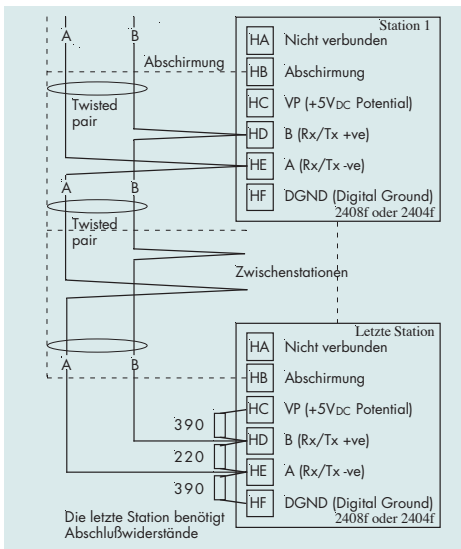 A B
Station 1
HA Nicht verbunden
Abschirmung
HB Abschirmung
HC VP (+5VDC Potential)
Twisted
pair
HD B (Rx/Tx +ve)
HE A (Rx/Tx -ve)
A B
HF DGND (Digital Ground)
2408f oder 2404f
Twisted
pair
Zwischenstationen
Letzte Station
HA Nicht verbunden
A B
HB Abschirmung
HC VP (+5VDC Potential)
390
HD B (Rx/Tx +ve)
220
HE A (Rx/Tx -ve)
390
HF DGND (Digital Ground)
2408f oder 2404f
Die letzte Station benötigt
Abschlußwiderstände